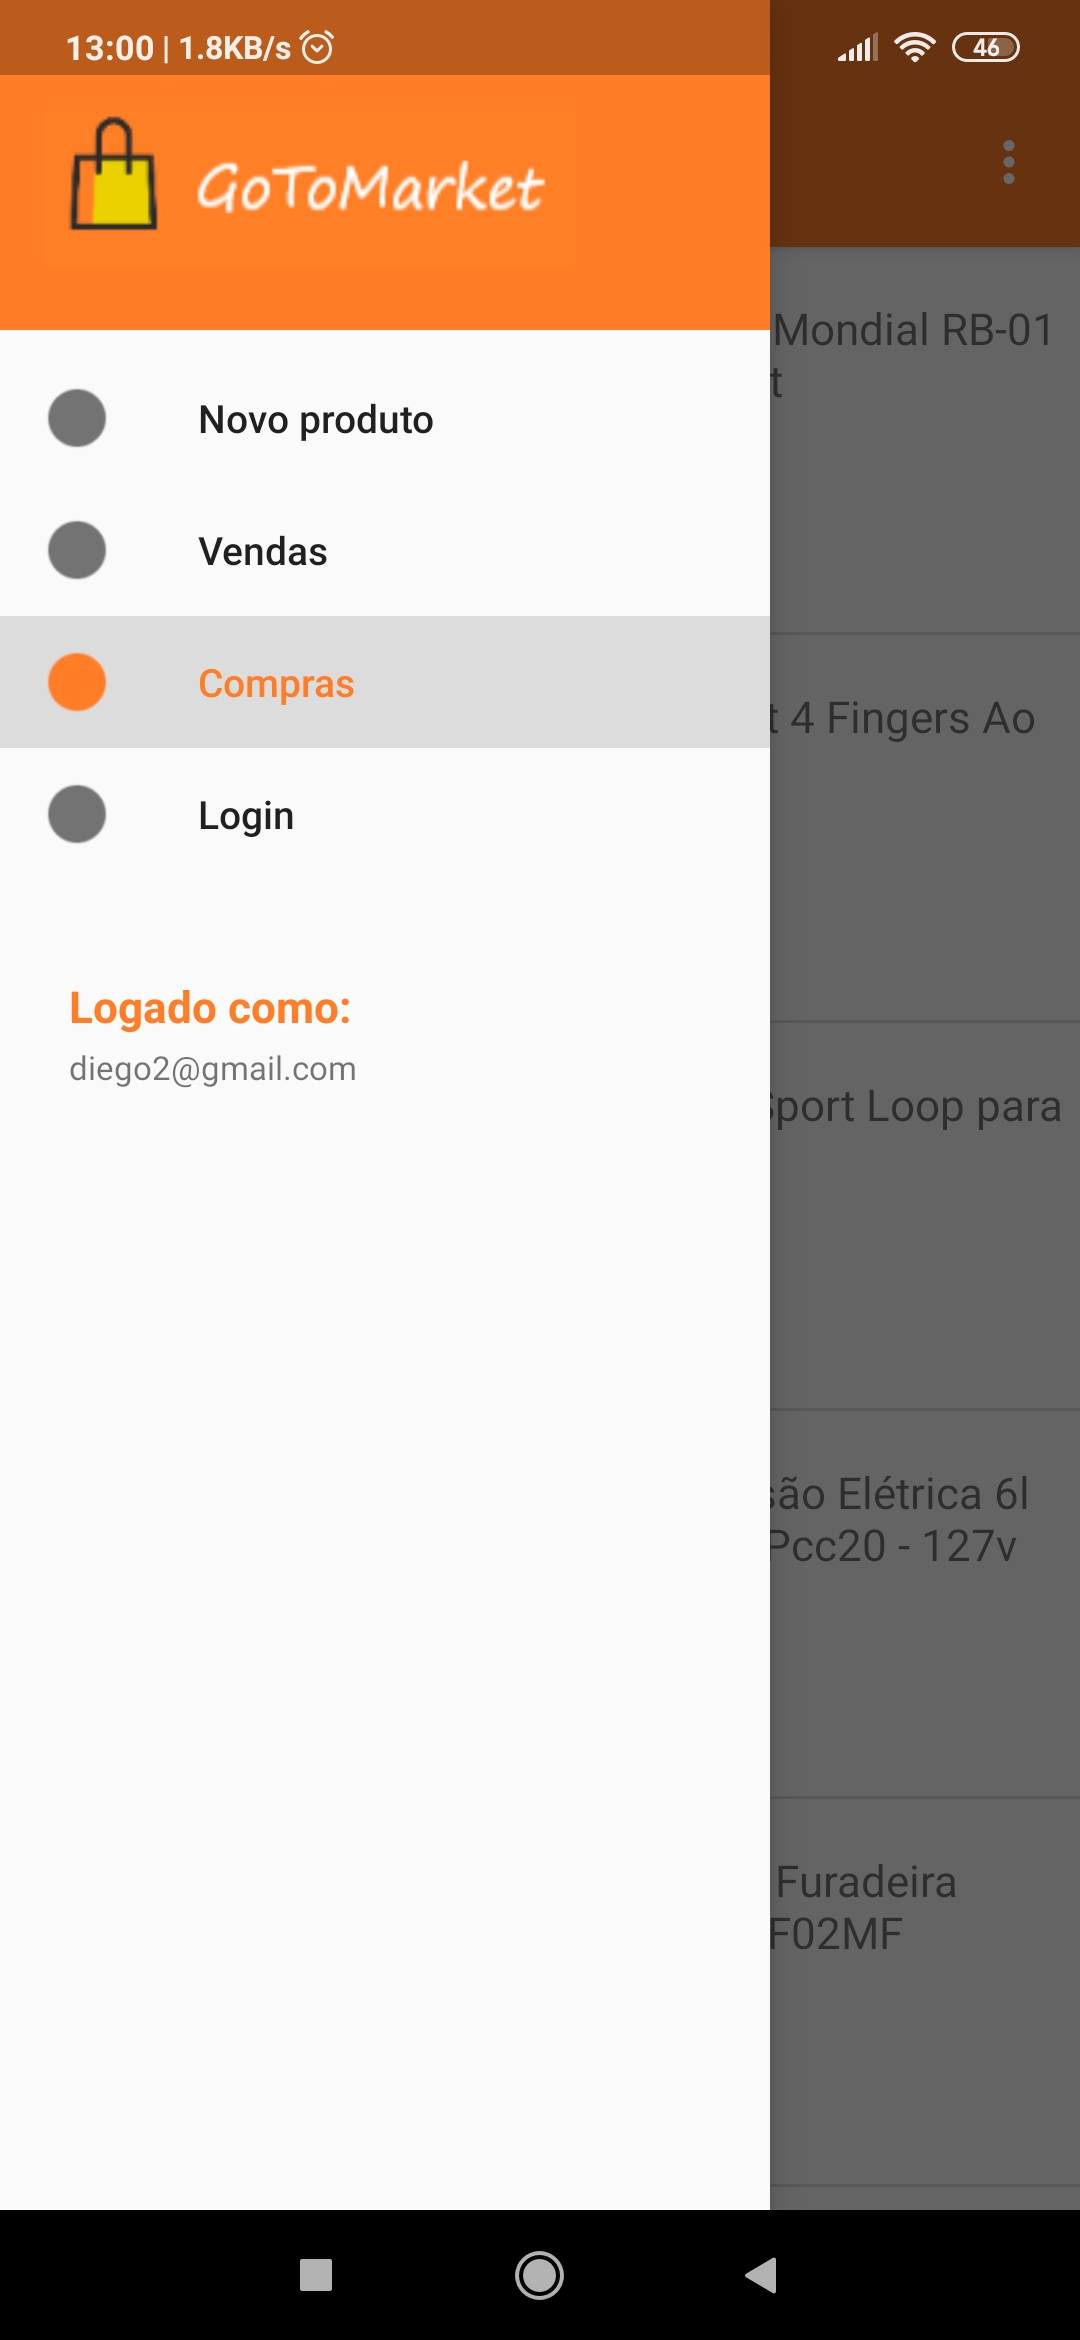 13:00 | 1.8KB/s
46
GoToMarket
Novo produto
Vendas
Compras
Login
Logado como:
diego2@gmail.com
Mondial RB-01
t
t 4 Fingers Ao
Sport Loop para
são Elétrica 6l
Pcc20 - 127v
Furadeira
F02MF